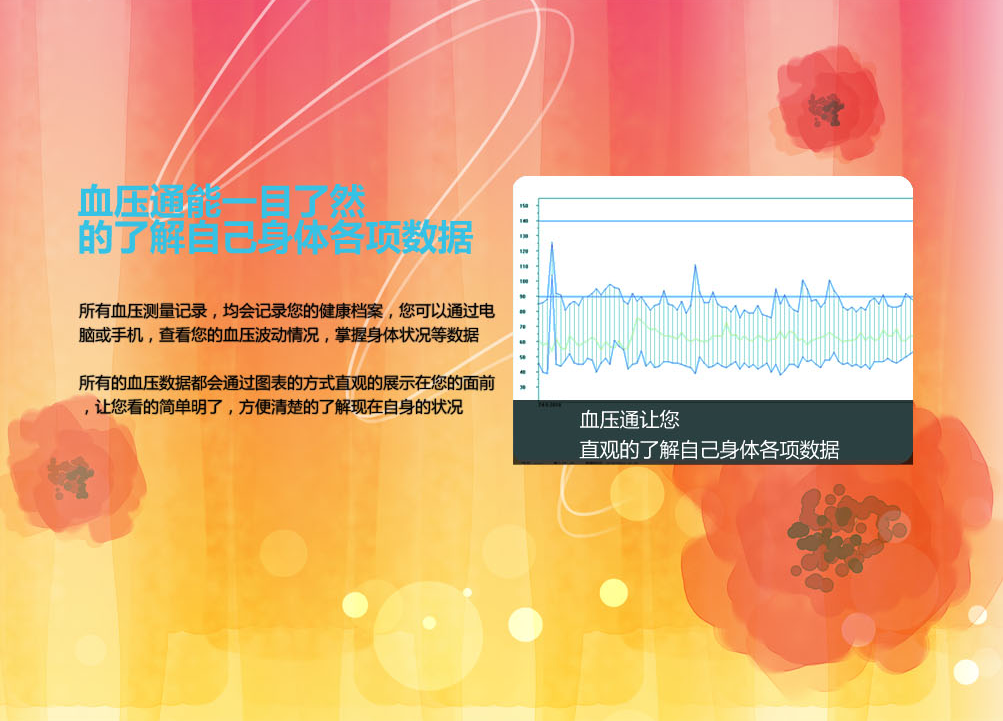 血压通能一目了然
的了解自己身体各项数据
所有血压测量记录，均会记录您的健康档案，您可以通过电
脑或手机，查看您的血压波动情况，掌握身体状况等数据
所有的血压数据都会通过图表的方式直观的展示在您的面前
，让您看的简单明了，方便清楚的了解现在自身的状况
150
140
130
120
110
100
90
80
70
60
50
40
30
血压通让您
直观的了解自己身体各项数据